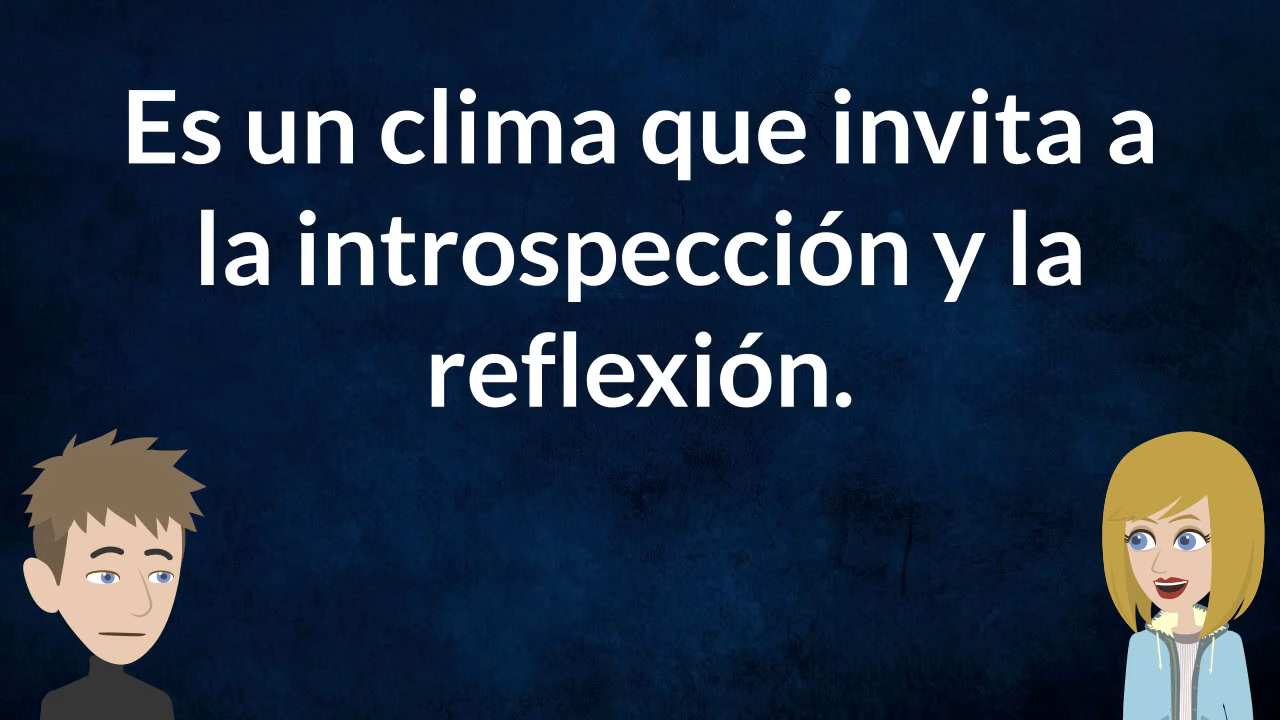 Es un clima que invita a
la introspección y la
reflexión.